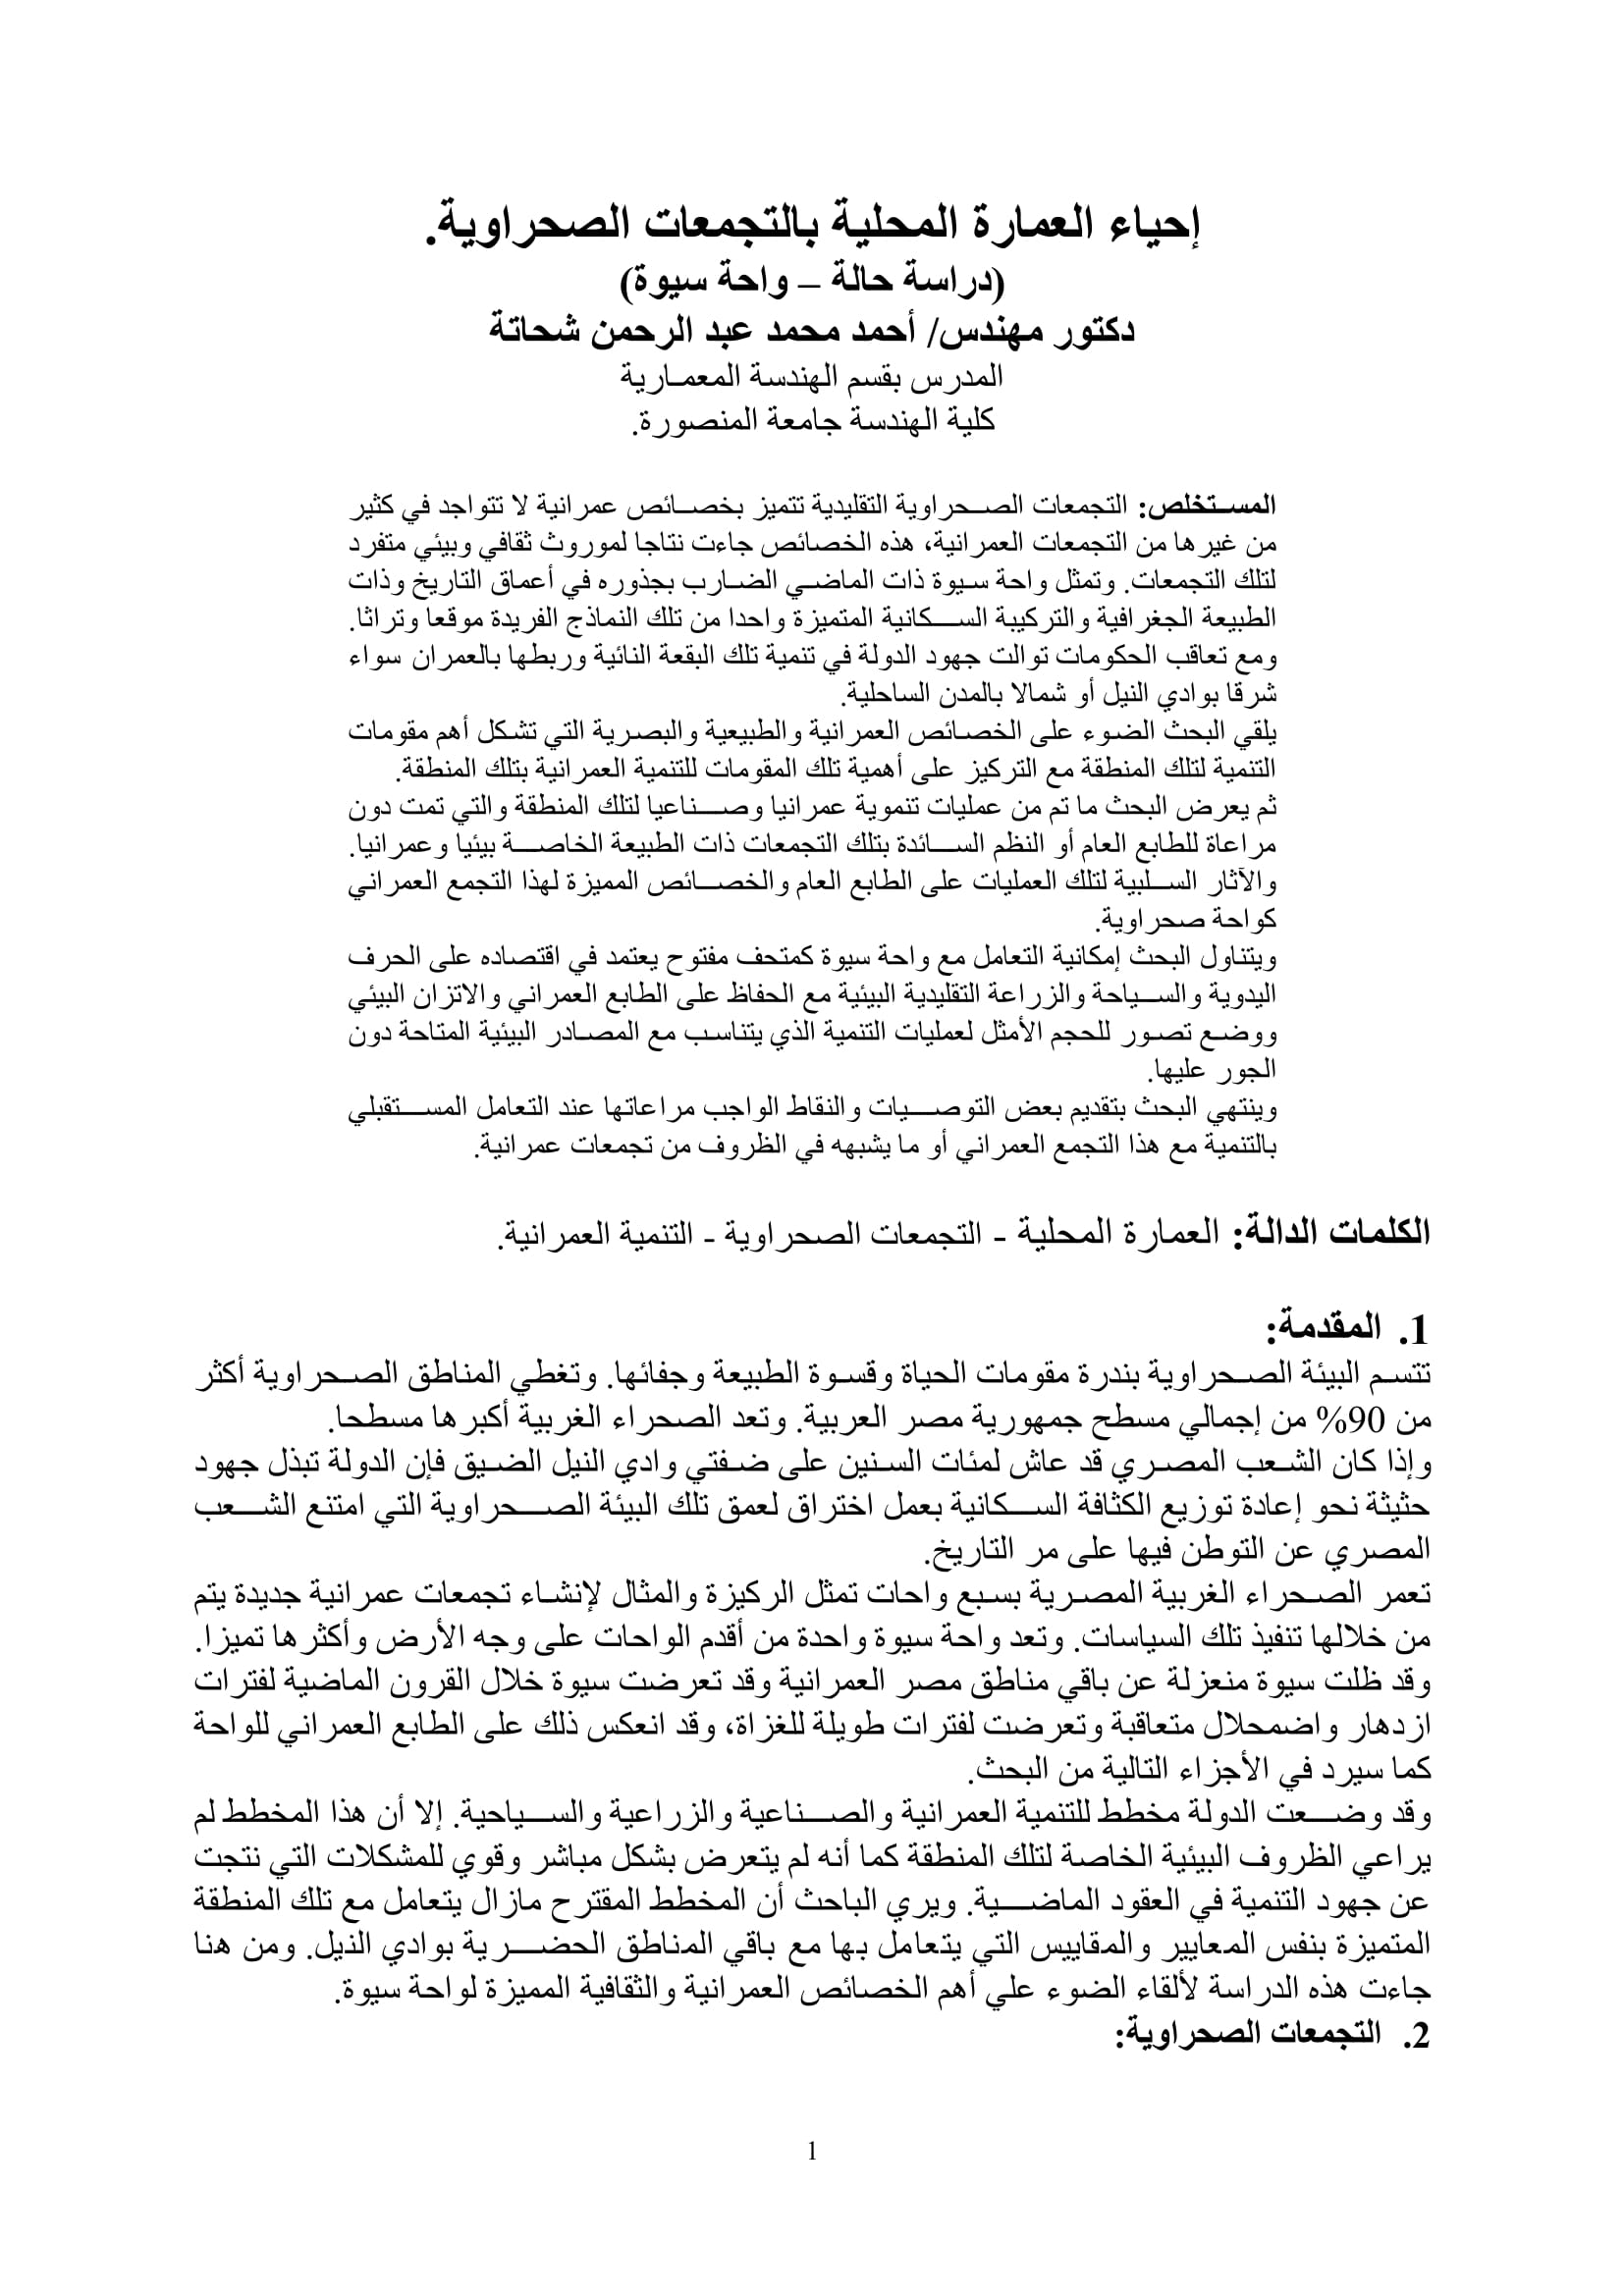 إحياء العمارة المحلية بالتجمعات الصحراوية.
(دراسة حالة – واحة سيوة)
دكتور مهندس/ أحمد محمد عبد الرحمن شحاتة
المدرس بقسم الهندسة المعمارية
كلية الهندسة جامعة المنصورة.
المستخلص: التجمعات الصحراوية التقليدية تتميز بخصائص عمرانية لا تتواجد في كثير
من غيرها من التجمعات العمرانية، هذه الخصائص جاءت نتاجا لموروث ثقافي وبيئي متفرد
لتلك التجمعات. وتمثل واحة سيوة ذات الماضي الضارب بجذوره في أعماق التاريخ وذات
الطبيعة الجغرافية والتركيبة السكانية المتميزة واحدا من تلك النماذج الفريدة موقعا وتراثا.
ومع تعاقب الحكومات توالت جهود الدولة في تنمية تلك البقعة النائية وربطها بالعمران سواء
شرقا بوادي النيل أو شمالا بالمدن الساحلية.
يلقي البحث الضوء على الخصائص العمرانية والطبيعية والبصرية التي تشكل أهم مقومات
التنمية لتلك المنطقة مع التركيز على أهمية تلك المقومات للتنمية العمرانية بتلك المنطقة.
ثم يعرض البحث ما تم من عمليات تنموية عمرانيا وصناعيا لتلك المنطقة والتي تمت دون
مراعاة للطابع العام أو النظم السائدة بتلك التجمعات ذات الطبيعة الخاصة بيئيا وعمرانيا.
والآثار السلبية لتلك العمليات على الطابع العام والخصائص المميزة لهذا التجمع العمراني
كواحة صحراوية.
ويتناول البحث إمكانية التعامل مع واحة سيوة كمتحف مفتوح يعتمد في اقتصاده على الحرف
اليدوية والسياحة والزراعة التقليدية البيئية مع الحفاظ على الطابع العمراني والاتزان البيئي
ووضع تصور للحجم الأمثل لعمليات التنمية الذي يتناسب مع المصادر البيئية المتاحة دون
الجور عليها.
وينتهي البحث بتقديم بعض التوصيات والنقاط الواجب مراعاتها عند التعامل المستقبلي
بالتنمية مع هذا التجمع العمراني أو ما يشبهه في الظروف من تجمعات عمرانية.
الكلمات الدالة: العمارة المحلية - التجمعات الصحراوية - التنمية العمرانية.
1. المقدمة:
تتسم البيئة الصحراوية بندرة مقومات الحياة وقسوة الطبيعة وجفائها. وتغطي المناطق الصحراوية أكثر
من 90% من إجمالي مسطح جمهورية مصر العربية. وتعد الصحراء الغربية أكبرها مسطحا.
وإذا كان الشعب المصري قد عاش لمئات السنين على ضفتي وادي النيل الضيق فإن الدولة تبذل جهود
حثيثة نحو إعادة توزيع الكثافة السكانية بعمل اختراق لعمق تلك البيئة الصحراوية التي امتنع الشعب
المصري عن التوطن فيها على مر التاريخ.
تعمر الصحراء الغربية المصرية بسبع واحات تمثل الركيزة والمثال لإنشاء تجمعات عمرانية جديدة يتم
من خلالها تنفيذ تلك السياسات. وتعد واحة سيوة واحدة من أقدم الواحات على وجه الأرض وأكثرها تميزا.
وقد ظلت سيوة منعزلة عن باقي مناطق مصر العمرانية وقد تعرضت سيوة خلال القرون الماضية لفترات
ازدهار واضمحلال متعاقبة وتعرضت لفترات طويلة للغزاة، وقد انعكس ذلك على الطابع العمراني للواحة
كما سيرد في الأجزاء التالية من البحث.
وقد وضعت الدولة مخطط للتنمية العمرانية والصناعية والزراعية والسياحية. إلا أن هذا المخطط لم
يراعي الظروف البيئية الخاصة لتلك المنطقة كما أنه لم يتعرض بشكل مباشر وقوي للمشكلات التي نتجت
عن جهود التنمية في العقود الماضية. ويري الباحث أن المخطط المقترح مازال يتعامل مع تلك المنطقة
المتميزة بنفس المعايير والمقاييس التي يتعامل بها مع باقي المناطق الحضرية بوادي النيل. ومن هنا
جاءت هذه الدراسة لألقاء الضوء علي أهم الخصائص العمرانية والثقافية المميزة لواحة سيوة.
2. التجمعات الصحراوية:
1